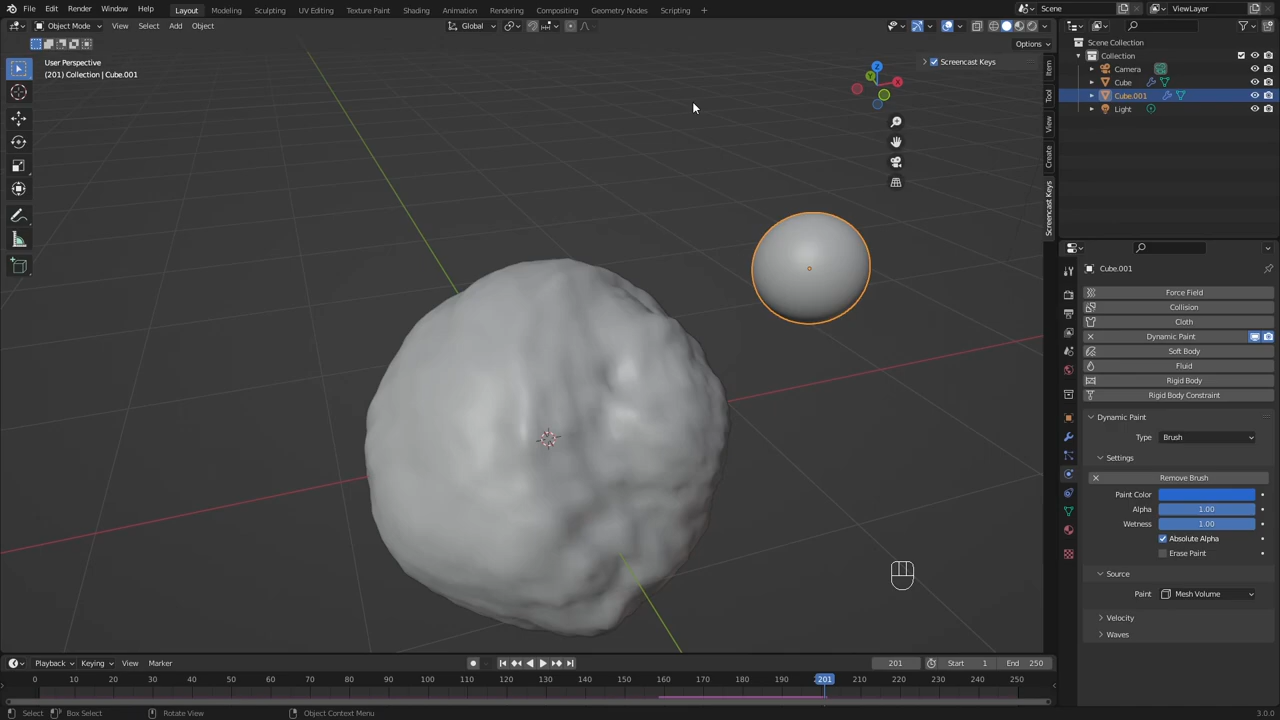 File Edit Render Window Help Layout Modeling Sculpting UV Editing Texture Paint Shading Animation Rendering Compositing Geometry Nodes Scripting + Scene ViewLayer
Object Mode View Select Add Object Global
Options
User Perspective
(201) Collection | Cube.001
Screencast Keys
Z
Y
X
Item
Tool
View
Create
Screencast Keys
Scene Collection
Collection
Camera
Cube
Cube.001
Light
Cube.001
Force Field
Collision
Cloth
Dynamic Paint
Soft Body
Fluid
Rigid Body
Rigid Body Constraint
Dynamic Paint
Type Brush
Settings
Remove Brush
Paint Color
Alpha 1.00
Wetness 1.00
Absolute Alpha
Erase Paint
Source
Paint Mesh Volume
Velocity
Waves
Playback Keying View Marker 201 Start 1 End 250
0 10 20 30 40 50 60 70 80 90 100 110 120 130 140 150 160 170 180 190 201 210 220 230 240 250
Select Box Select Rotate View Object Context Menu 3.0.0